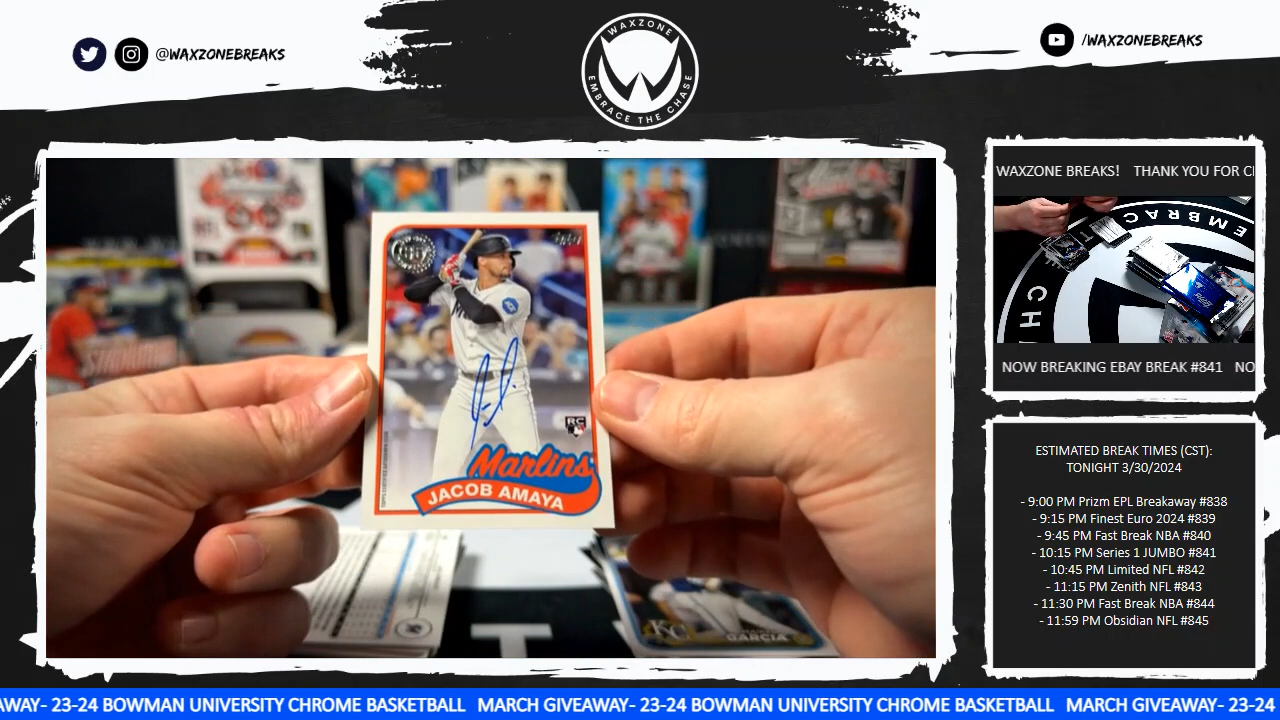 @WAXZONEBREAKS
WAXZONE
EMBRACE THE CHASE
/WAXZONEBREAKS
WAXZONE BREAKS! THANK YOU FOR
EMBRAC
CH
NOW BREAKING EBAY BREAK #841 NO
RC
Marlins
JACOB AMAYA
KC
GARCIA
ESTIMATED BREAK TIMES (CST):
TONIGHT 3/30/2024
- 9:00 PM Prizm EPL Breakaway #838
- 9:15 PM Finest Euro 2024 #839
- 9:45 PM Fast Break NBA #840
- 10:15 PM Series 1 JUMBO #841
- 10:45 PM Limited NFL #842
- 11:15 PM Zenith NFL #843
- 11:30 PM Fast Break NBA #844
- 11:59 PM Obsidian NFL #845
AWAY- 23-24 BOWMAN UNIVERSITY CHROME BASKETBALL MARCH GIVEAWAY- 23-24 BOWMAN UNIVERSITY CHROME BASKETBALL MARCH GIVEAWAY- 23-24